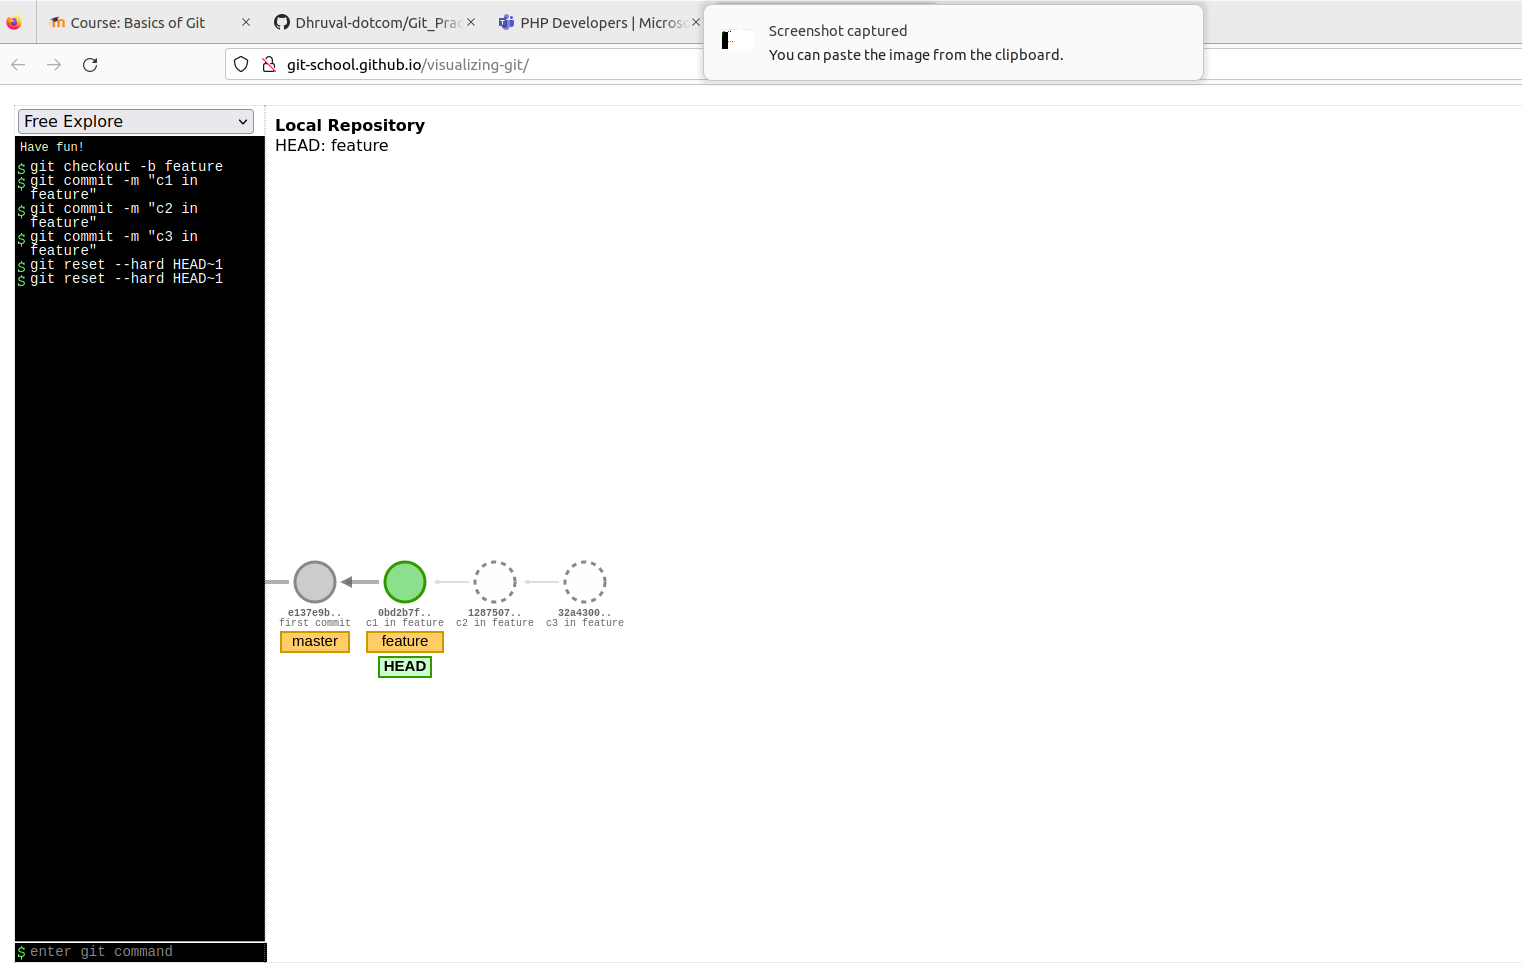 Course: Basics of Git
Dhruval-dotcom/Git_Prac
PHP Developers | Micros
Screenshot captured
You can paste the image from the clipboard.
git-school.github.io/visualizing-git/
Free Explore
Have fun!
$ git checkout -b feature
$ git commit -m "c1 in
feature"
$ git commit -m "c2 in
feature"
$ git commit -m "c3 in
feature"
$ git reset --hard HEAD~1
$ git reset --hard HEAD~1
$ enter git command
Local Repository
HEAD: feature
e137e9b.. 0bd2b7f.. 1287507.. 32a4300..
first commit c1 in feature c2 in feature c3 in feature
master feature
HEAD